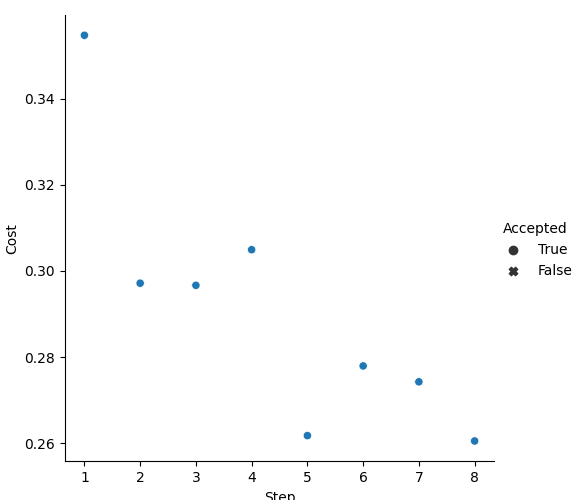 0.34
0.32
0.30
0.28
0.26
Cost
1 2 3 4 5 6 7 8
Step
Accepted
True
False